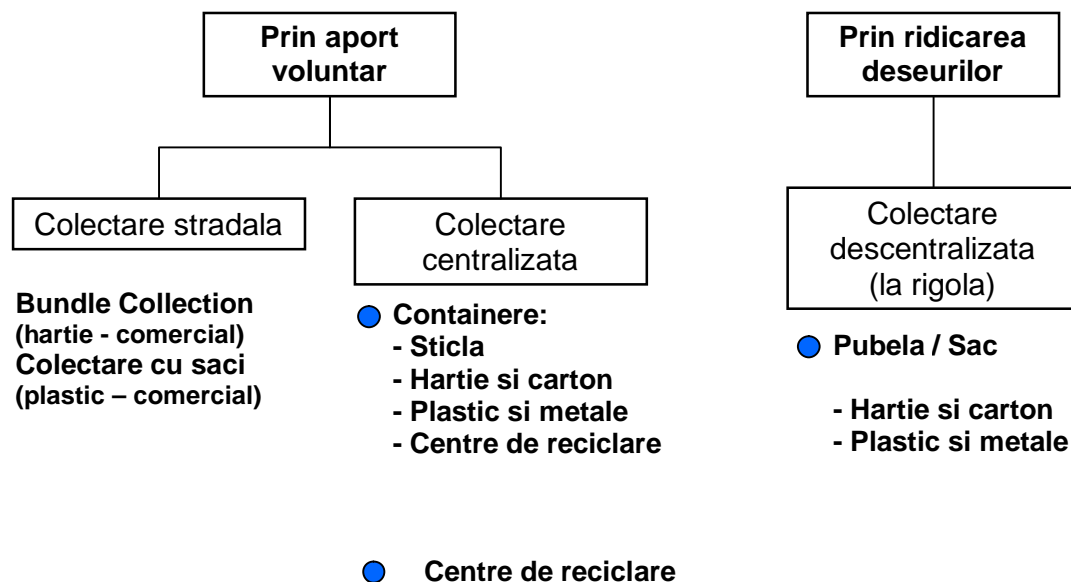 Prin aport
voluntar
Prin ridicarea
deseurilor
Colectare stradala
Colectare
centralizata
Colectare
descentralizata
(la rigola)
Bundle Collection
(hartie - comercial)
Colectare cu saci
(plastic – comercial)
Containere:
- Sticla
- Hartie si carton
- Plastic si metale
- Centre de reciclare
Pubela / Sac
- Hartie si carton
- Plastic si metale
Centre de reciclare